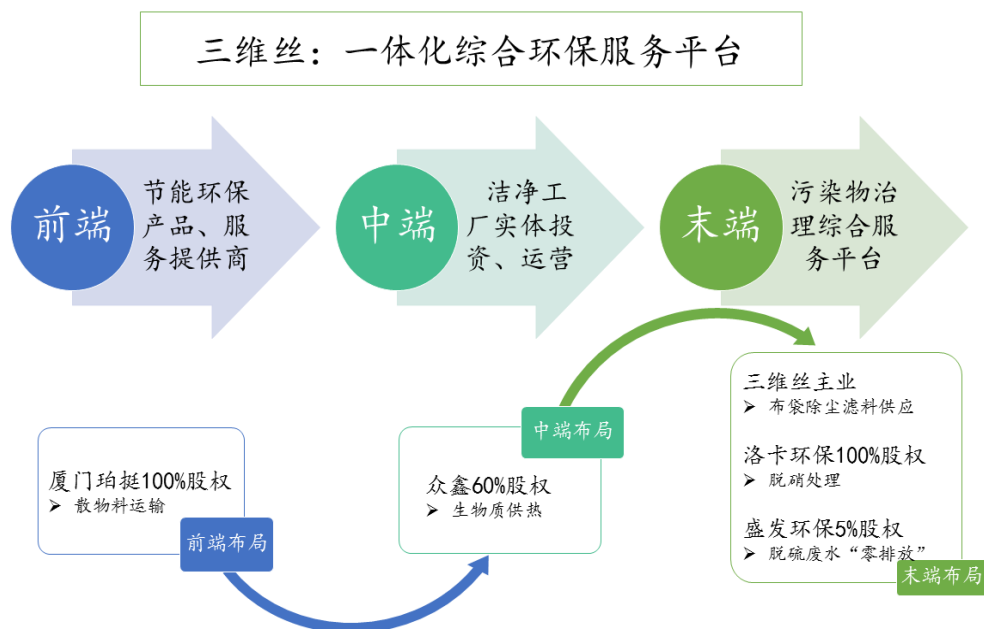 三维丝：一体化综合环保服务平台
前端
节能环保
产品、服
务提供商
中端
洁净工
厂实体投
资、运营
末端
污染物治
理综合服
务平台
厦门珀挺100%股权
➢ 散物料运输
前端布局
众鑫60%股权
➢ 生物质供热
中端布局
三维丝主业
➢ 布袋除尘滤料供应
洛卡环保100%股权
➢ 脱硝处理
盛发环保5%股权
➢ 脱硫废水“零排放”
末端布局